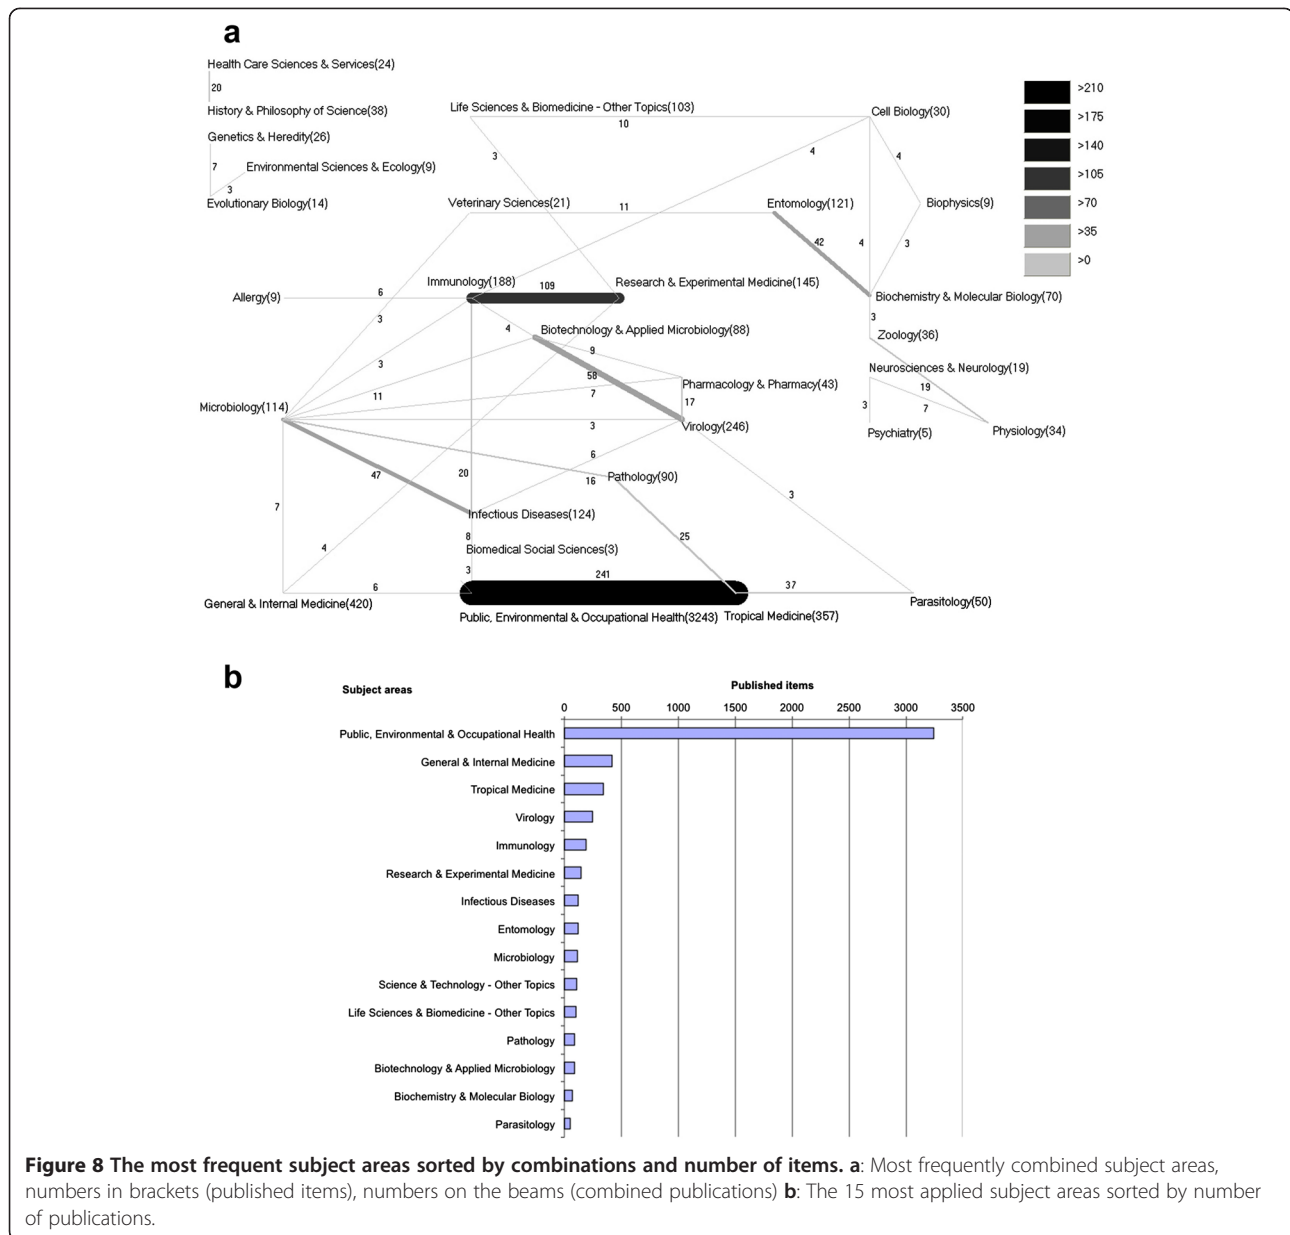 a
Health Care Sciences & Services(24)
20
History & Philosophy of Science(38)
Genetics & Heredity(26)
7
Environmental Sciences & Ecology(9)
3
Evolutionary Biology(14)
Life Sciences & Biomedicine - Other Topics(103)
10
Cell Biology(30)
3
4
4
Veterinary Sciences(21)
11
Entomology(121)
Biophysics(9)
42
4
3
>210
>175
>140
>105
>70
>35
>0
Immunology(188)
109
Research & Experimental Medicine(145)
Allergy(9)
6
Biochemistry & Molecular Biology(70)
3
3
4
Biotechnology & Applied Microbiology(88)
Zoology(36)
9
3
58
Neurosciences & Neurology(19)
19
11
7
Pharmacology & Pharmacy(43)
17
Microbiology(114)
3
7
3
Virology(246)
Psychiatry(5)
Physiology(34)
6
47
20
16
Pathology(90)
3
7
Infectious Diseases(124)
8
25
4
Biomedical Social Sciences(3)
3
241
6
37
General & Internal Medicine(420)
Parasitology(50)
Public, Environmental & Occupational Health(3243)
Tropical Medicine(357)
b
Subject areas
Published items
0 500 1000 1500 2000 2500 3000 3500
Public, Environmental & Occupational Health
General & Internal Medicine
Tropical Medicine
Virology
Immunology
Research & Experimental Medicine
Infectious Diseases
Entomology
Microbiology
Science & Technology - Other Topics
Life Sciences & Biomedicine - Other Topics
Pathology
Biotechnology & Applied Microbiology
Biochemistry & Molecular Biology
Parasitology
Figure 8 The most frequent subject areas sorted by combinations and number of items. a: Most frequently combined subject areas,
numbers in brackets (published items), numbers on the beams (combined publications) b: The 15 most applied subject areas sorted by number
of publications.